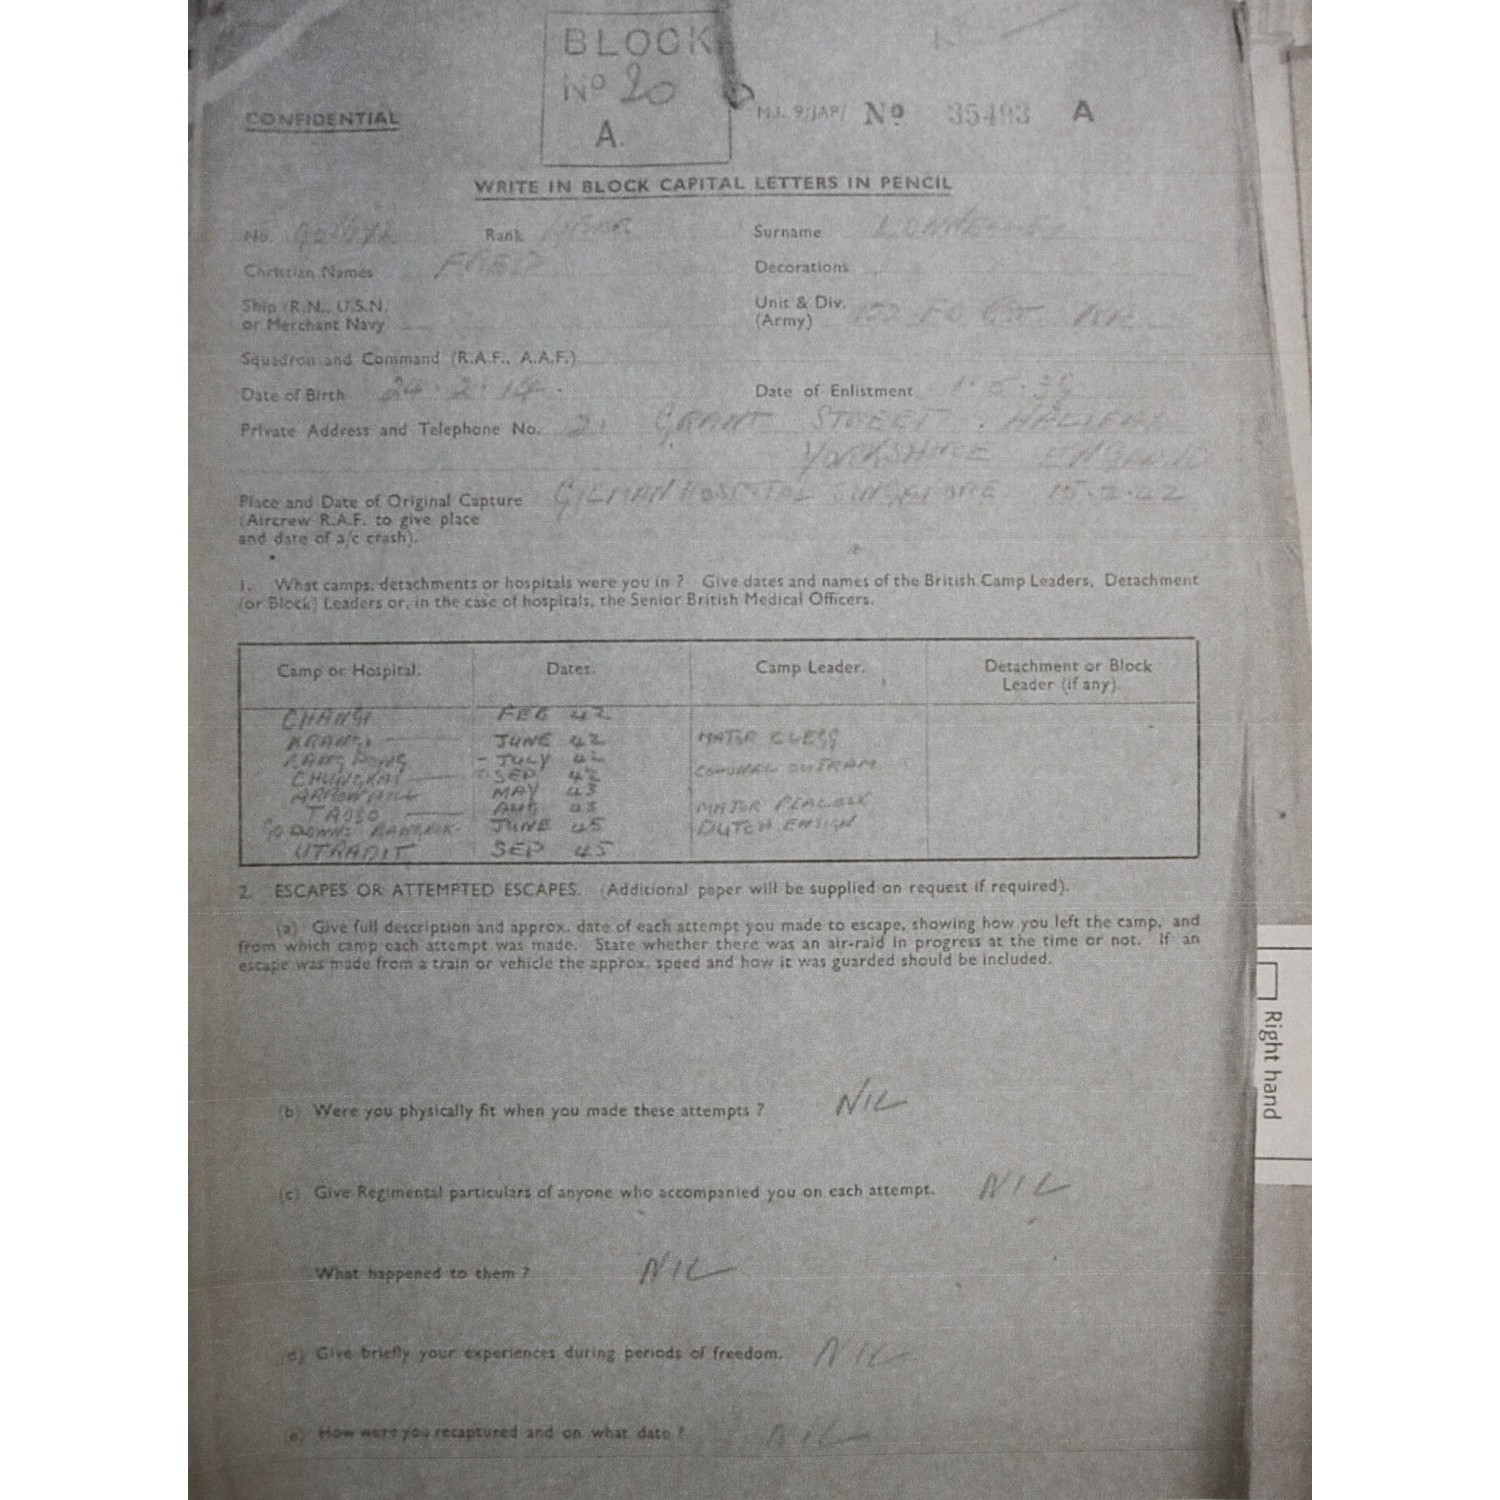 BLOCK
Nº 20
A.
CONFIDENTIAL
M.I. 9/JAP/ Nº 35493 A
WRITE IN BLOCK CAPITAL LETTERS IN PENCIL
No. Rank Surname
Christian Names FRED Decorations
Ship (R.N., U.S.N. or Merchant Navy
Unit & Div. (Army)
Squadron and Command (R.A.F., A.A.F.)
Date of Birth 24.2.14. Date of Enlistment
Private Address and Telephone No. GRANT STREET. HALIFAX
YORKSHIRE
Place and Date of Original Capture HOSPITAL SINGAPORE 15.2.42
(Aircrew R.A.F. to give place
and date of a/c crash).
1. What camps, detachments or hospitals were you in ? Give dates and names of the British Camp Leaders, Detachment
(or Block) Leaders or, in the case of hospitals, the Senior British Medical Officers.
Camp or Hospital. Dates. Camp Leader. Detachment or Block
Leader (if any).
CHANGI FEB 42
KRANGI JUNE 42 MAJOR CLEGG
JULY 42
CHUNGKAI SEP 42 COLONEL OUTRAM
ARROW HILL MAY 43
AUG 43 MAJOR PEACOCK
GODOWNS BANGKOK JUNE 45 DUTCH ENSIGN
UTRADIT SEP 45
2. ESCAPES OR ATTEMPTED ESCAPES. (Additional paper will be supplied on request if required).
(a) Give full description and approx. date of each attempt you made to escape, showing how you left the camp, and
from which camp each attempt was made. State whether there was an air-raid in progress at the time or not. If an
escape was made from a train or vehicle the approx. speed and how it was guarded should be included.
(b) Were you physically fit when you made these attempts ? NIL
(c) Give Regimental particulars of anyone who accompanied you on each attempt. NIL
What happened to them ? NIL
(d) Give briefly your experiences during periods of freedom. NIL
(e) How were you recaptured and on what date ? NIL
Right hand